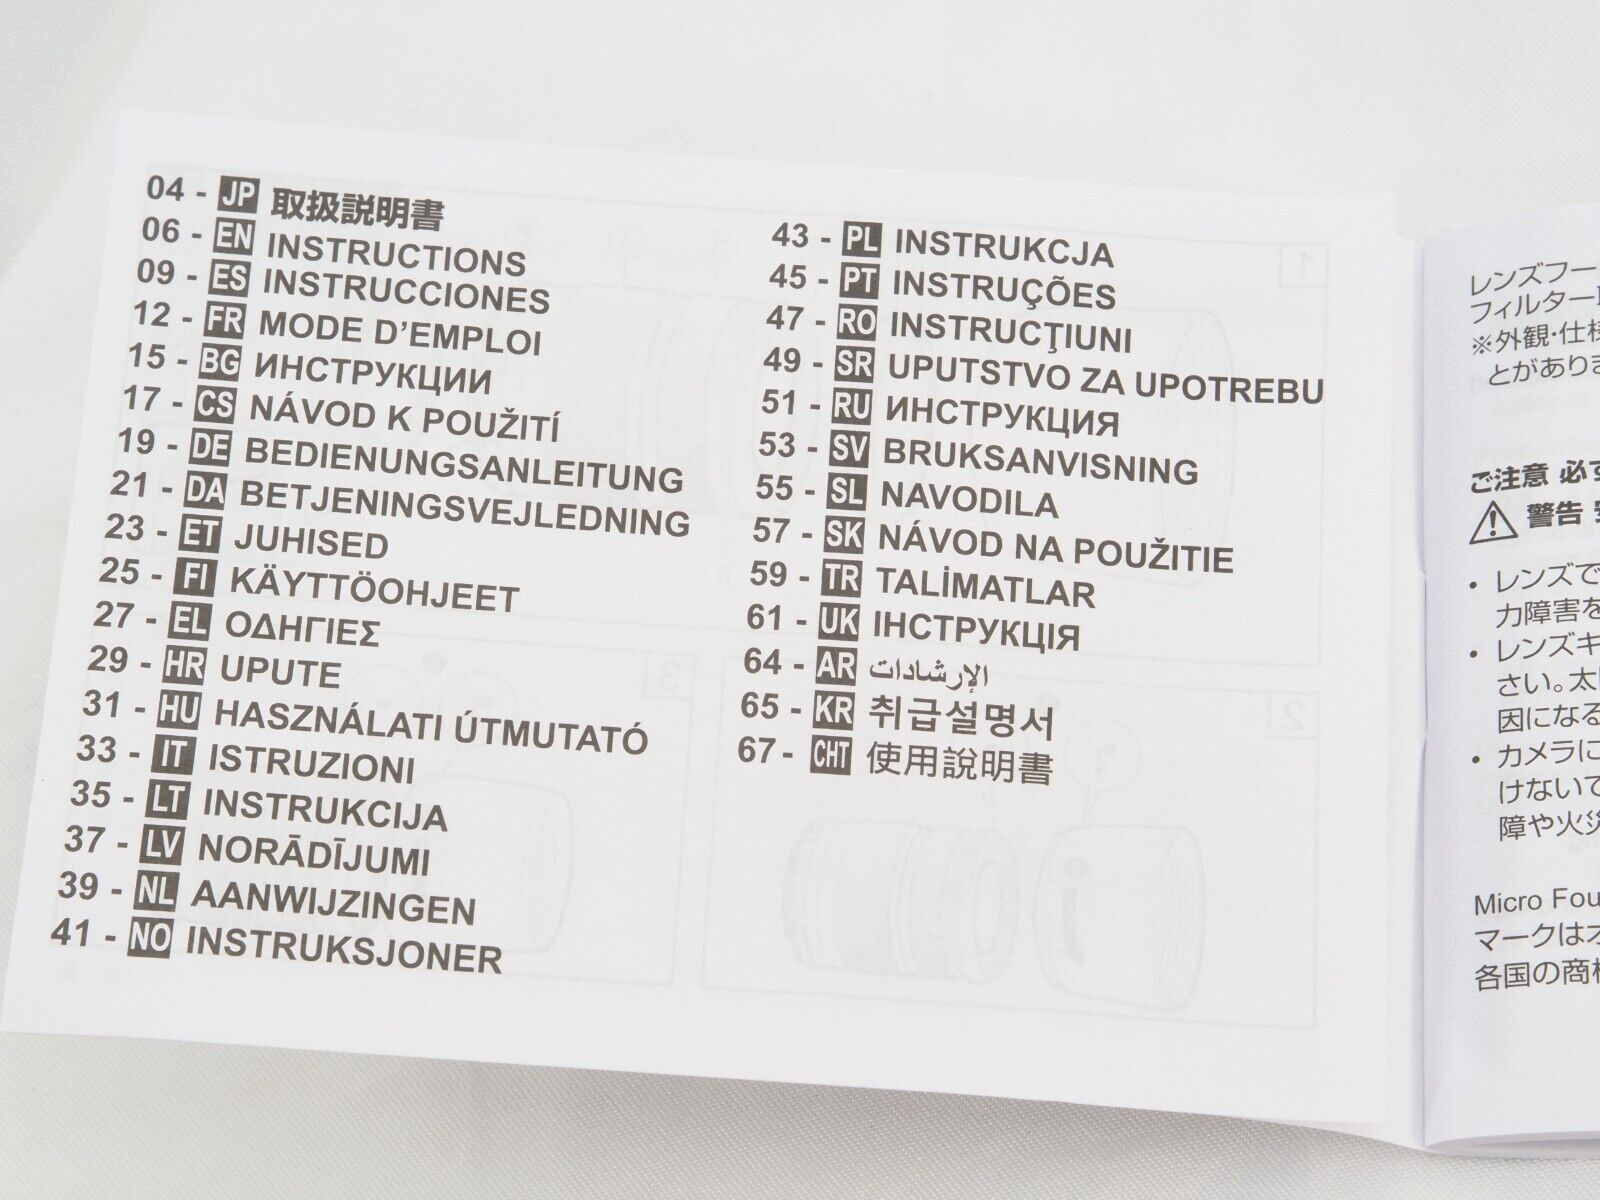 04 - JP 取扱説明書
06 - EN INSTRUCTIONS
09 - ES INSTRUCCIONES
12 - FR MODE D'EMPLOI
15 - BG ИНСТРУКЦИИ
17 - CS NÁVOD K POUŽITÍ
19 - DE BEDIENUNGSANLEITUNG
21 - DA BETJENINGSVEJLEDNING
23 - ET JUHISED
25 - FI KÄYTTÖOHJEET
27 - EL ΟΔΗΓΙΕΣ
29 - HR UPUTE
31 - HU HASZNÁLATI ÚTMUTATÓ
33 - IT ISTRUZIONI
35 - LT INSTRUKCIJA
37 - LV NORĀDĪJUMI
39 - NL AANWIJZINGEN
41 - NO INSTRUKSJONER
43 - PL INSTRUKCJA
45 - PT INSTRUÇÕES
47 - RO INSTRUCŢIUNI
49 - SR UPUTSTVO ZA UPOTREBU
51 - RU ИНСТРУКЦИЯ
53 - SV BRUKSANVISNING
55 - SL NAVODILA
57 - SK NÁVOD NA POUŽITIE
59 - TR TALİMATLAR
61 - UK ІНСТРУКЦІЯ
64 - AR الإرشادات
65 - KR 취급설명서
67- CHT 使用說明書
レンズフー
フィルター
※外観・仕様
とがありま
ご注意 必ず
警告
• レンズで
力障害を
• レンズキ
さい。太
因になる
• カメラに
けないで
障や火災
Micro Fou
マークはオ
各国の商標